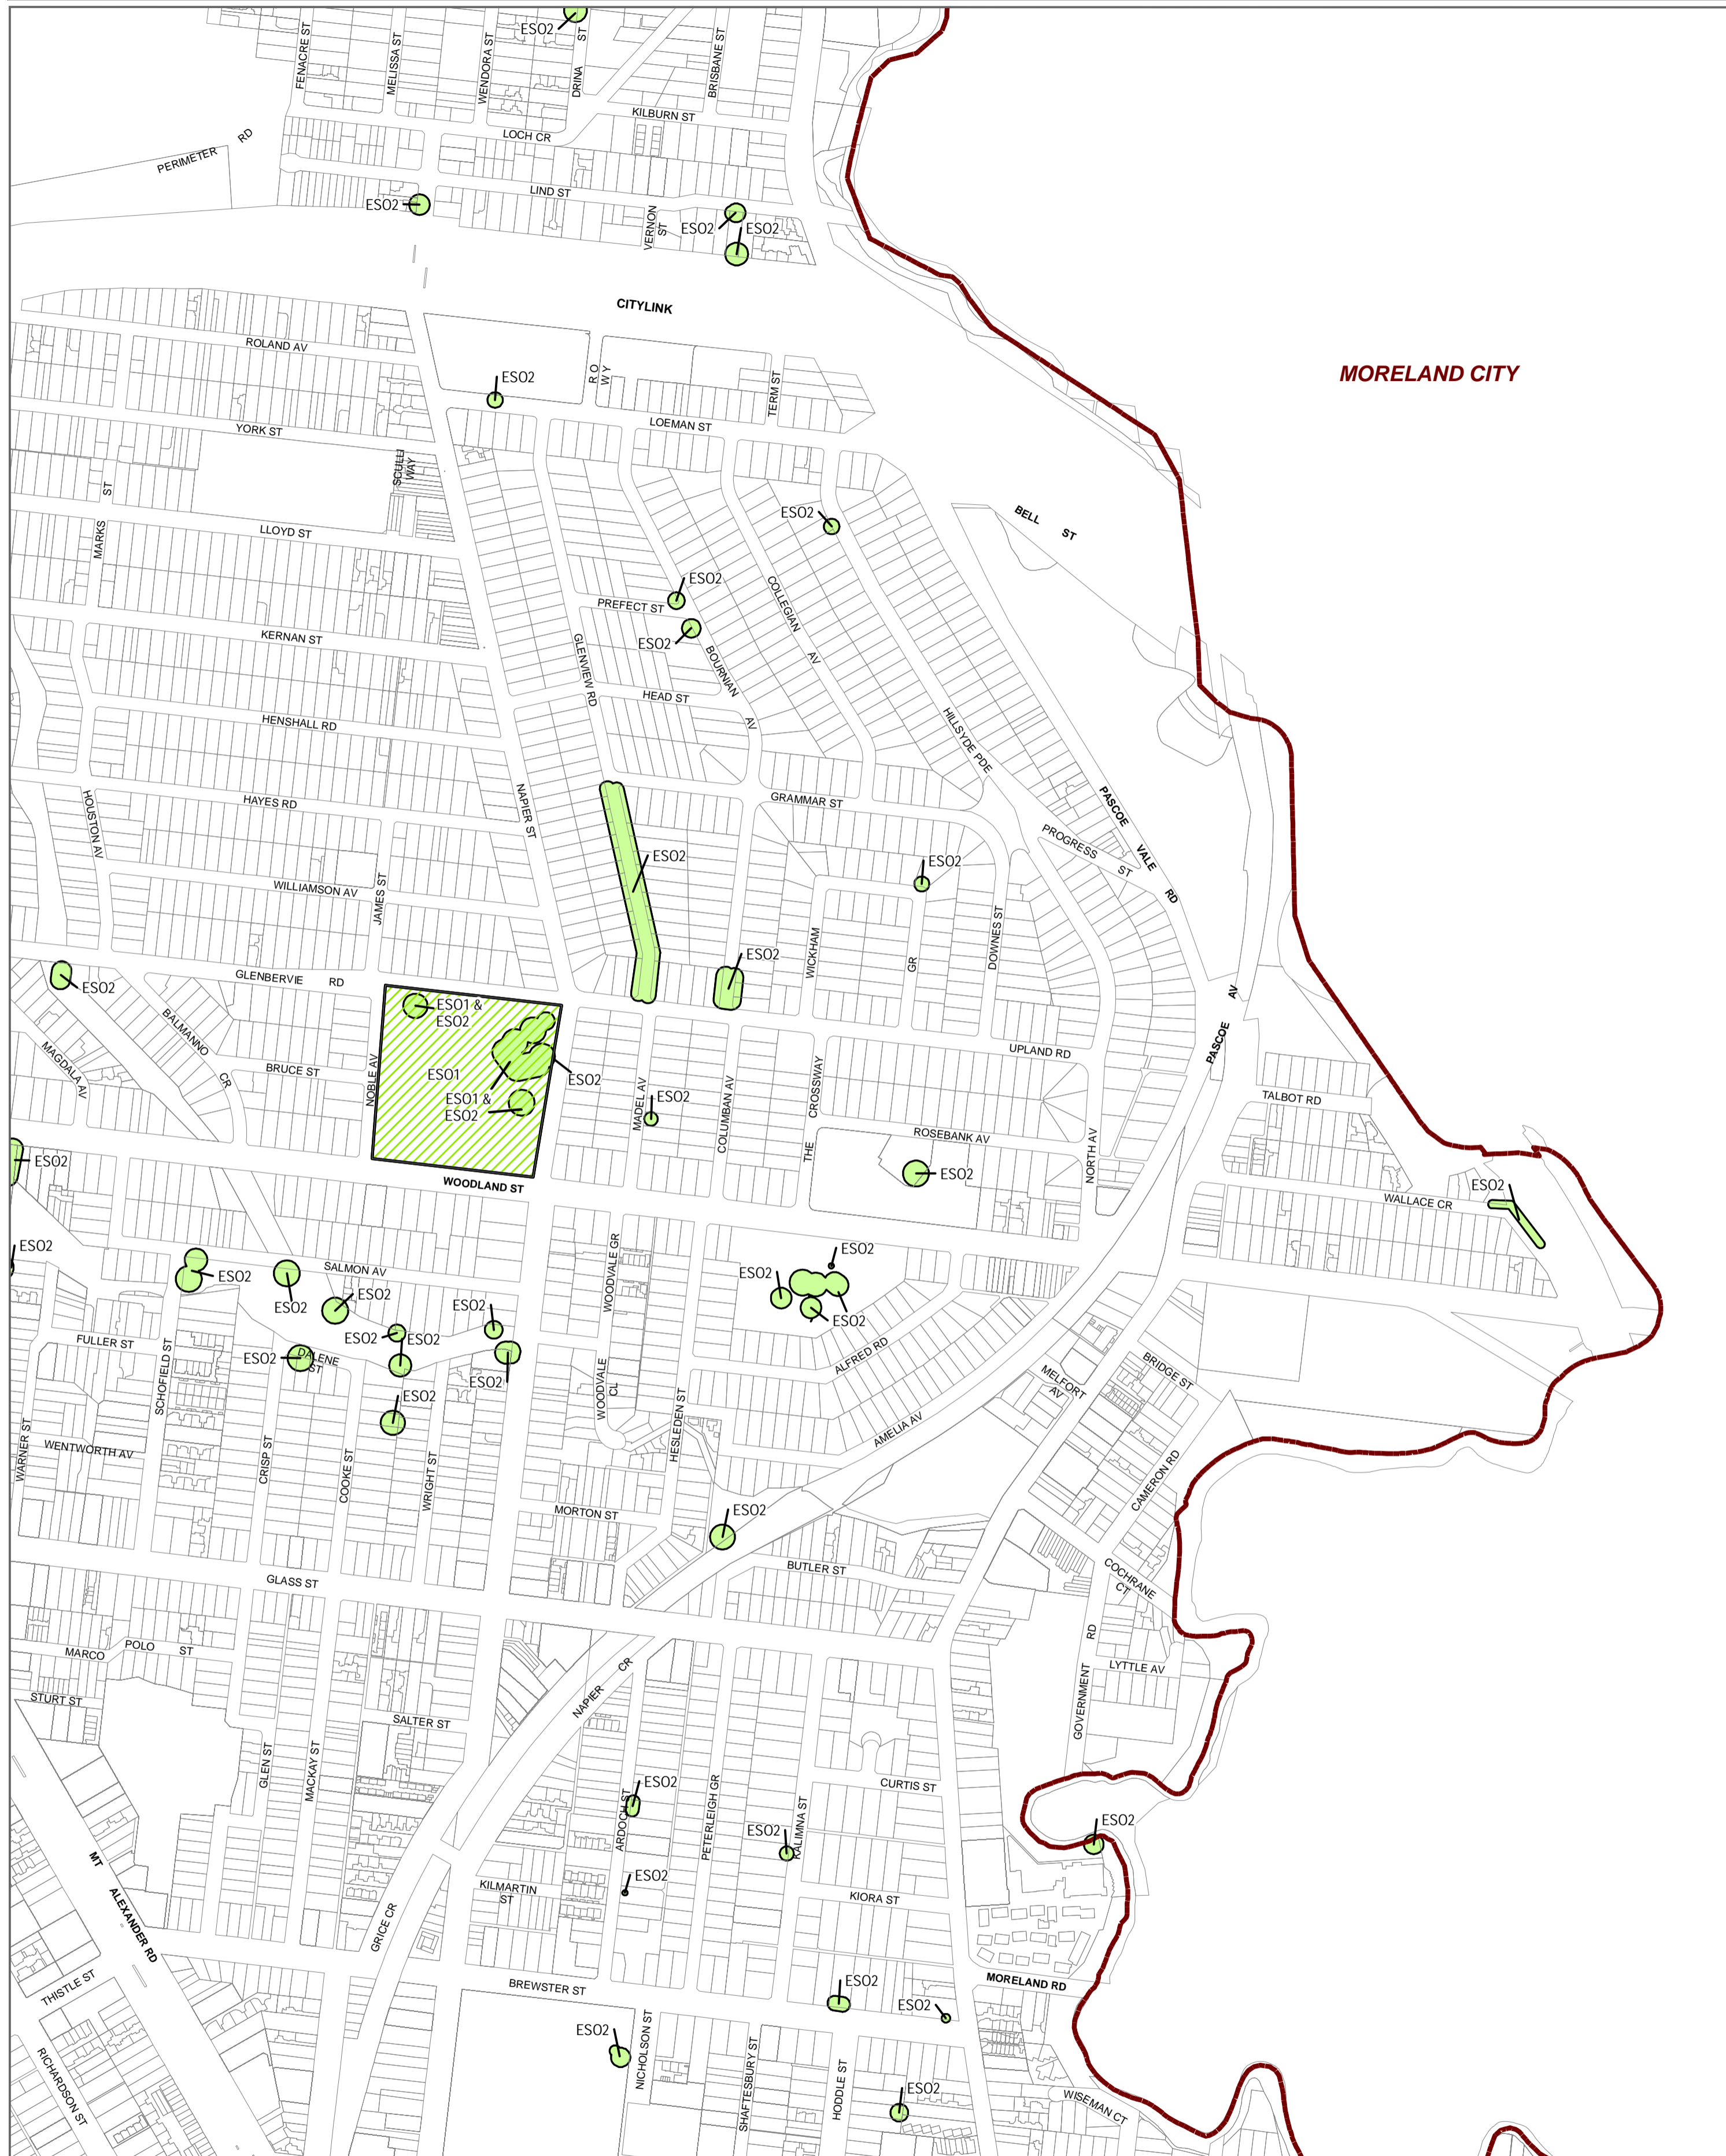 ESO2
FENACRE ST
MELISSA ST
WENDORA ST
DRINA ST
BRISBANE ST
KILBURN ST
LOCH CR
PERIMETER RD
LIND ST
ESO2
VERNON
ST
ESO2
ESO2
CITYLINK
ROLAND AV
MORELAND CITY
ESO2
R O
W Y
TERM ST
LOEMAN ST
YORK ST
SCULLI
WAY
MARKS ST
LLOYD ST
ESO2
BELL ST
ESO2
PREFECT ST
COLLEGIAN AV
KERNAN ST
ESO2
GLENVIEW RD
BOURNIAN AV
HEAD ST
HENSHALL RD
HILLSYDE PDE
HAYES RD
HOUSTON AV
NAPIER ST
GRAMMAR ST
PASCOE VALE RD
PROGRESS ST
ESO2
ESO2
WILLIAMSON AV
JAMES ST
WICKHAM GR
DOWNES ST
ESO2
GLENBERVIE RD
ESO2
ESO1 &
ESO2
BALMANNO CR
MAGDALA AV
BRUCE ST
NOBLE AV
ESO1
ESO2
ESO1 &
ESO2
MADEL AV
ESO2
COLUMBAN AV
THE CROSSWAY
UPLAND RD
PASCOE AV
TALBOT RD
ROSEBANK AV
NORTH AV
ESO2
ESO2
WOODLAND ST
ESO2
WALLACE CR
ESO2
ESO2
SALMON AV
WOODVALE GR
ESO2
ESO2
ESO2
ESO2
ESO2
ESO2
FULLER ST
SCHOFIELD ST
ESO2
ESO2
ESO2
DALENE
ST
ESO2
ALFRED RD
BRIDGE ST
MELFORT
AV
WOODVALE
CL
ESO2
HESLEDEN ST
AMELIA AV
WARNER ST
WENTWORTH AV
CRISP ST
COOKE ST
WRIGHT ST
CAMERON RD
MORTON ST
ESO2
BUTLER ST
GLASS ST
COCHRANE
CT
MARCO POLO ST
STURT ST
NAPIER CR
LYTTLE AV
GOVERNMENT RD
SALTER ST
GLEN ST
MACKAY ST
CURTIS ST
ESO2
ARDOCH ST
PETERLEIGH GR
ESO2
KALIMNA ST
ESO2
MT ALEXANDER RD
ESO2
KILMARTIN
ST
KIORA ST
GRICE CR
THISTLE ST
BREWSTER ST
ESO2
ESO2
MORELAND RD
ESO2
NICHOLSON ST
RICHARDSON ST
SHAFTESBURY ST
HODDLE ST
ESO2
WISEMAN CT